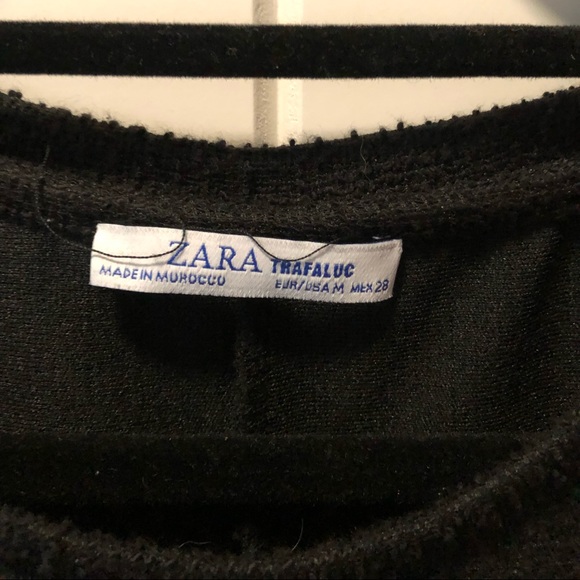 ZARA TRAFALUC
MADE IN MOROCCO EUR/USA M MEX 28